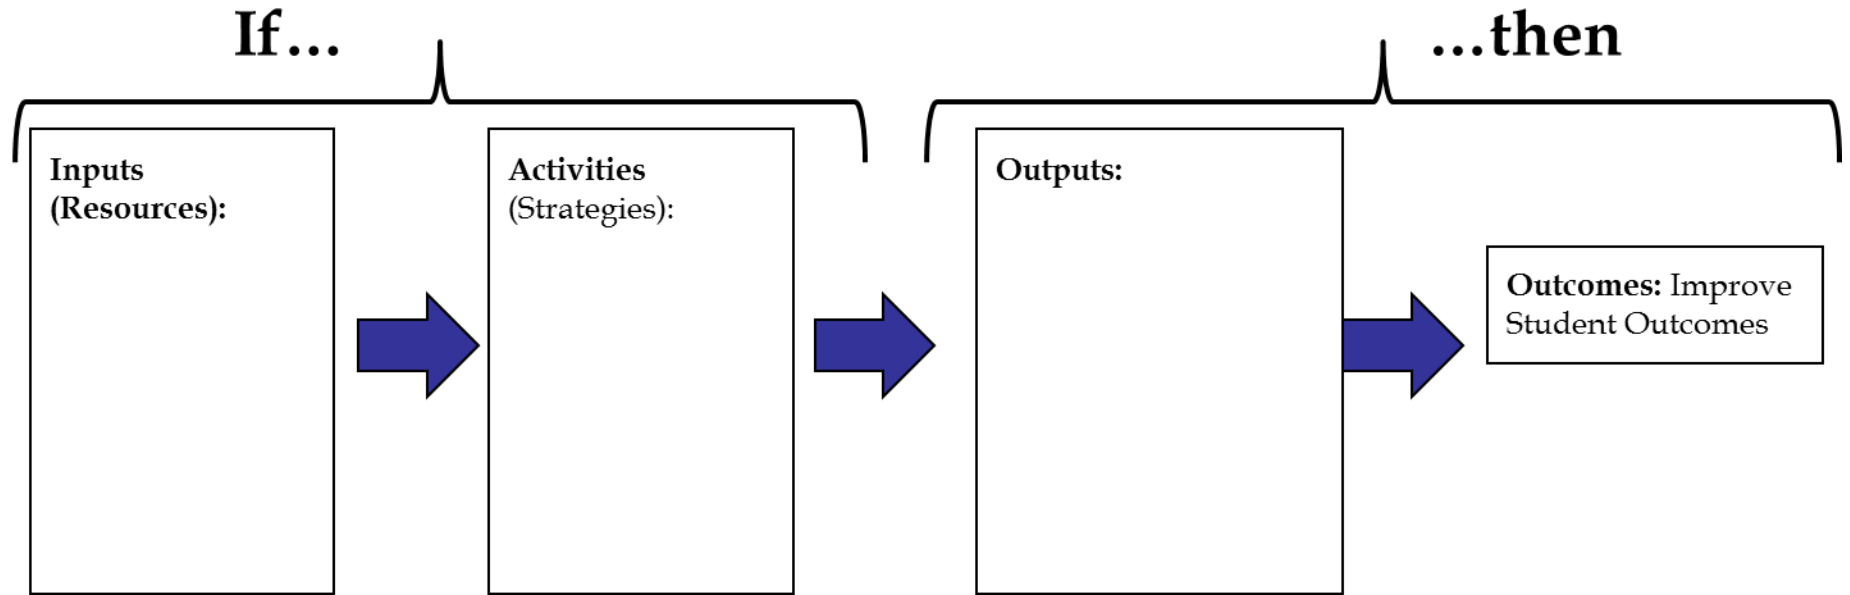 If...
...then
Inputs
(Resources):
Activities
(Strategies):
Outputs:
Outcomes: Improve
Student Outcomes